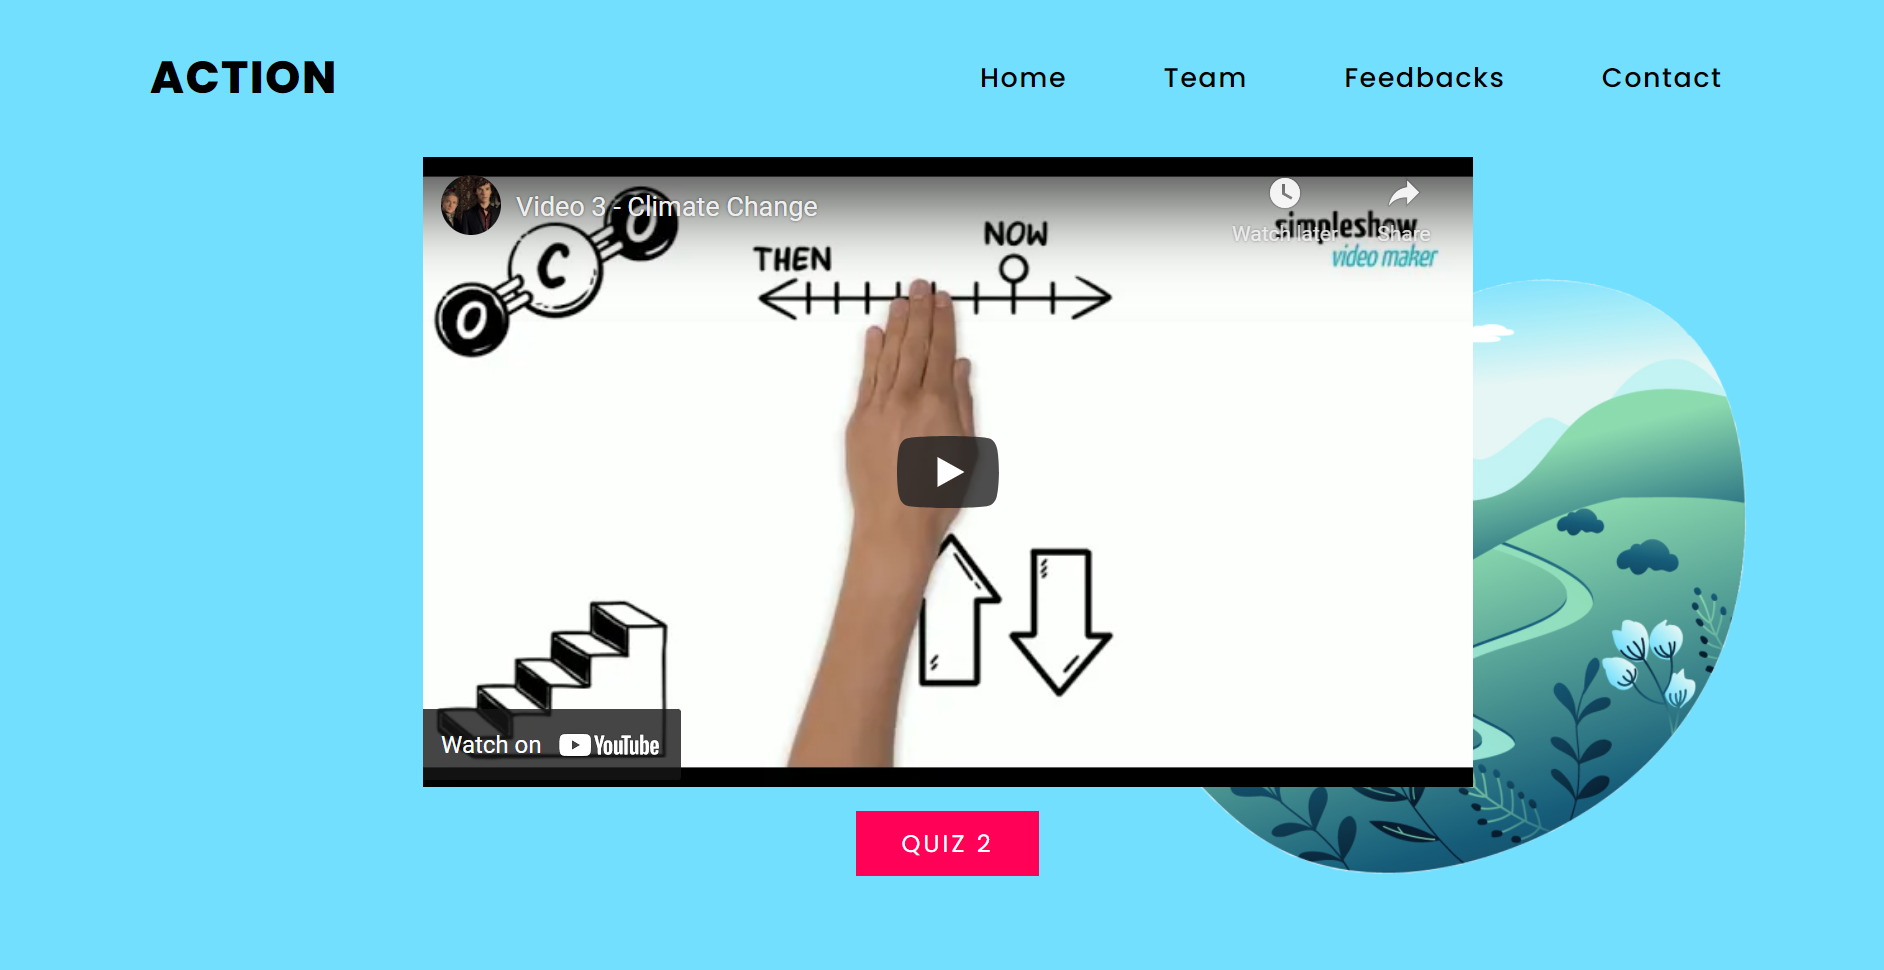 ACTION
Home
Team
Feedbacks
Contact
Video 3 - Climate Change
Watch later
Share
simpleshow
video maker
O C O
THEN
NOW
Watch on YouTube
QUIZ 2